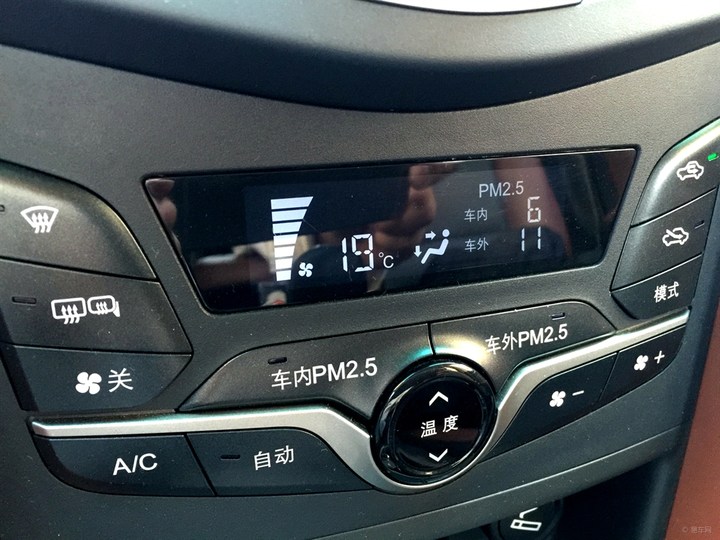 PM2.5
车内 6
19°C
车外 11
模式
车内PM2.5
车外PM2.5
关
温度
−
+
A/C
自动